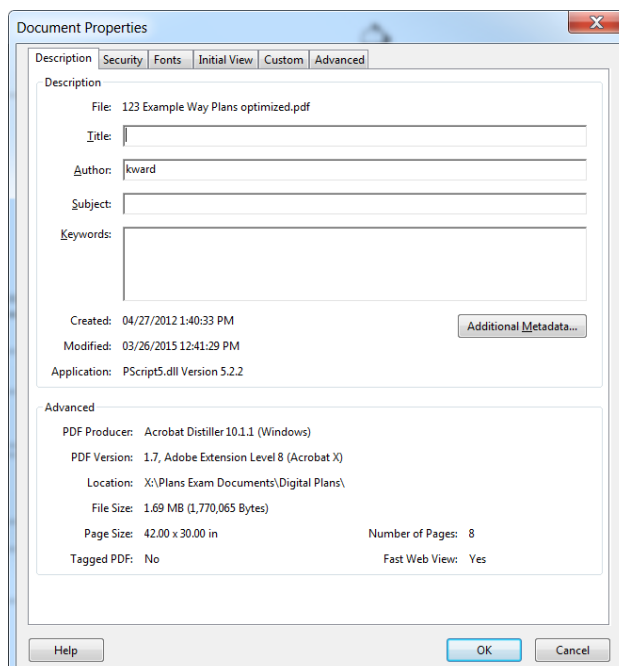 Document Properties
Description Security Fonts Initial View Custom Advanced
Description
File: 123 Example Way Plans optimized.pdf
Title:
Author: kward
Subject:
Keywords:
Created: 04/27/2012 1:40:33 PM
Additional Metadata...
Modified: 03/26/2015 12:41:29 PM
Application: PScript5.dll Version 5.2.2
Advanced
PDF Producer: Acrobat Distiller 10.1.1 (Windows)
PDF Version: 1.7, Adobe Extension Level 8 (Acrobat X)
Location: X:\Plans Exam Documents\Digital Plans\
File Size: 1.69 MB (1,770,065 Bytes)
Page Size: 42.00 x 30.00 in Number of Pages: 8
Tagged PDF: No Fast Web View: Yes
Help OK Cancel